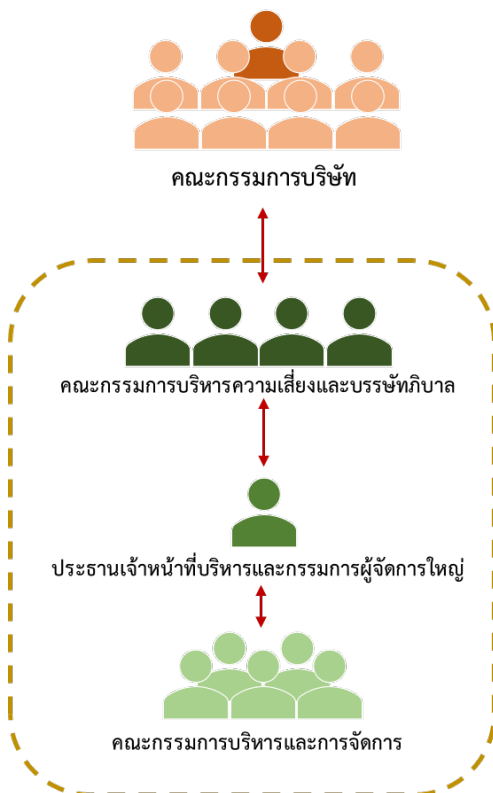 คณะกรรมการบริษัท
คณะกรรมการบริหารความเสี่ยงและบรรษัทภิบาล
ประธานเจ้าหน้าที่บริหารและกรรมการผู้จัดการใหญ่
คณะกรรมการบริหารและการจัดการ